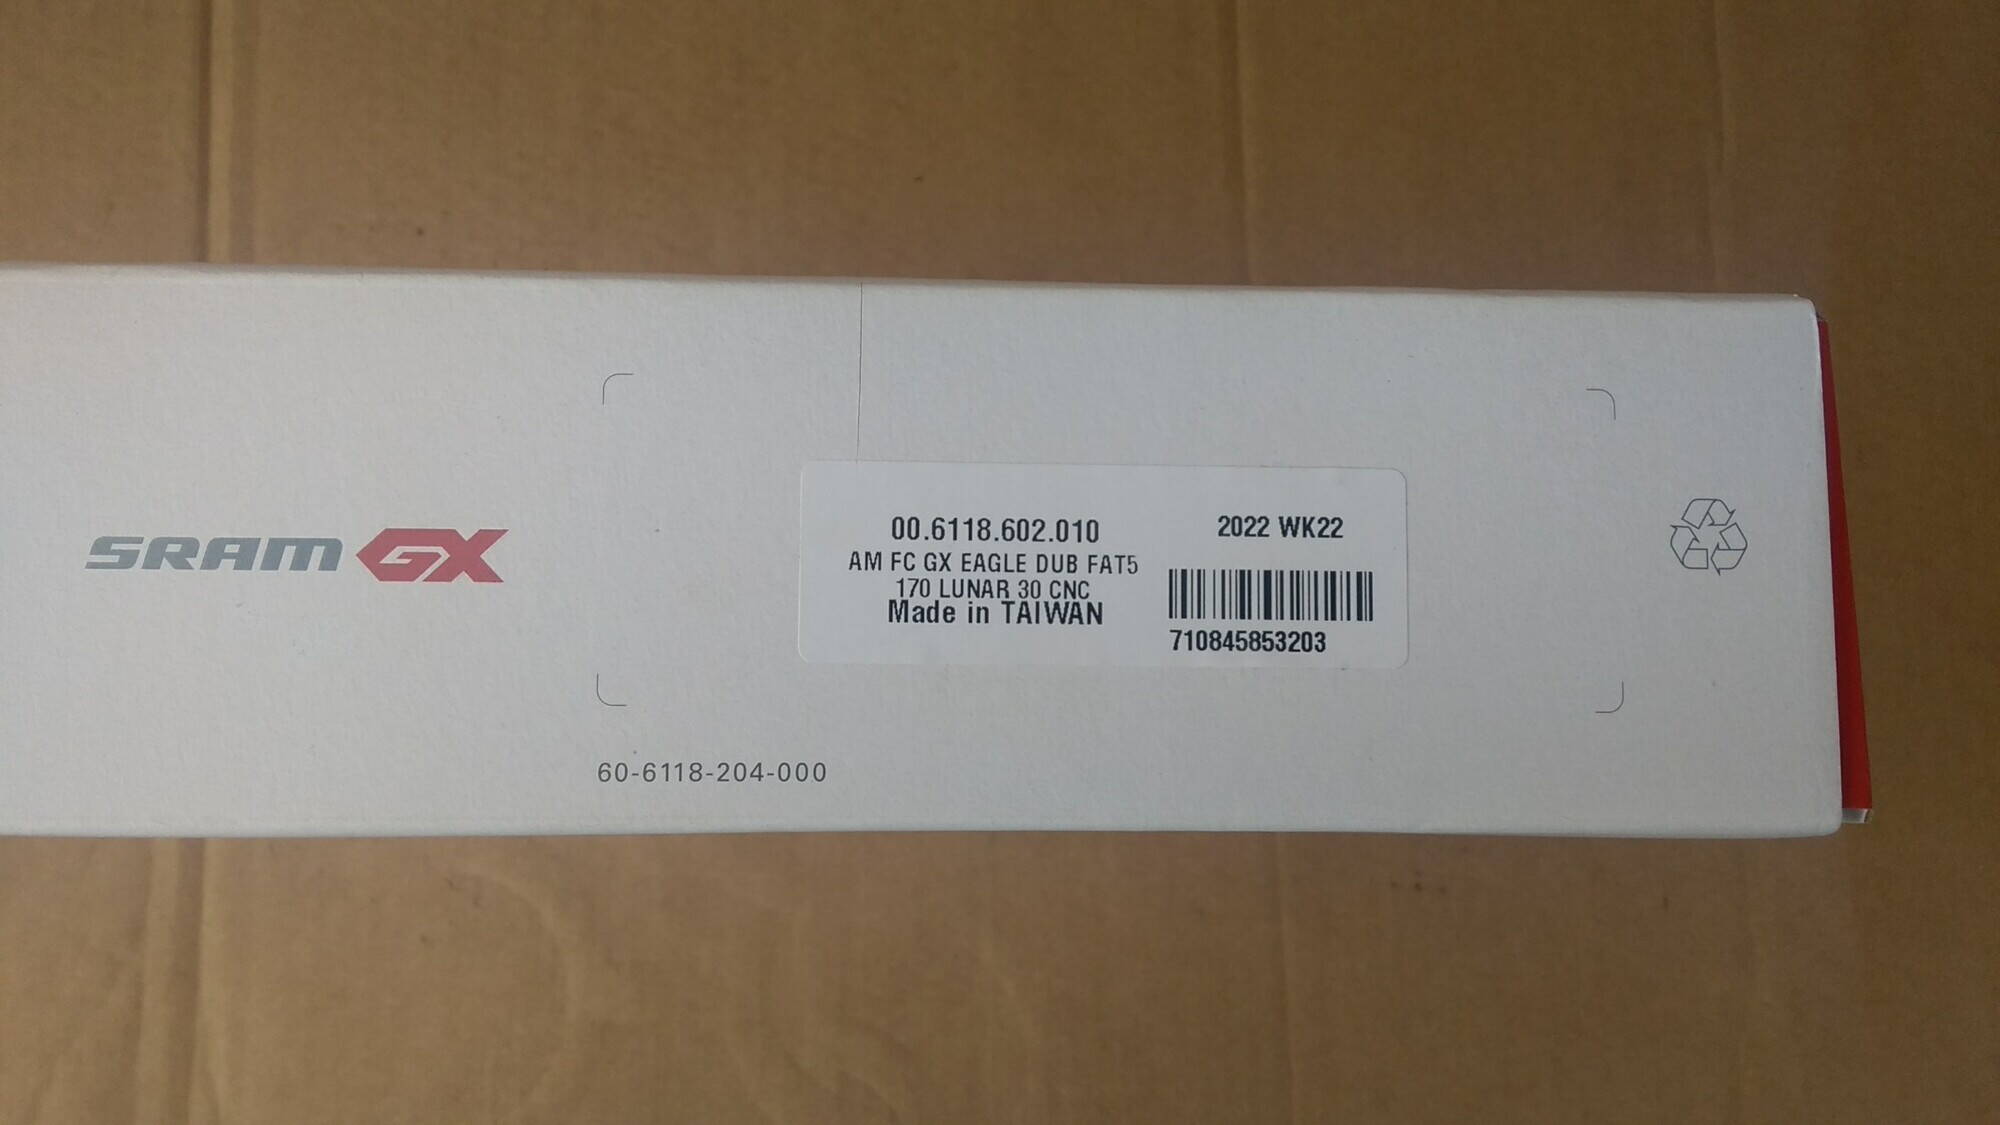 SRAM GX
00.6118.602.010
AM FC GX EAGLE DUB FAT5
170 LUNAR 30 CNC
Made in TAIWAN
2022 WK22
710845853203
60-6118-204-000